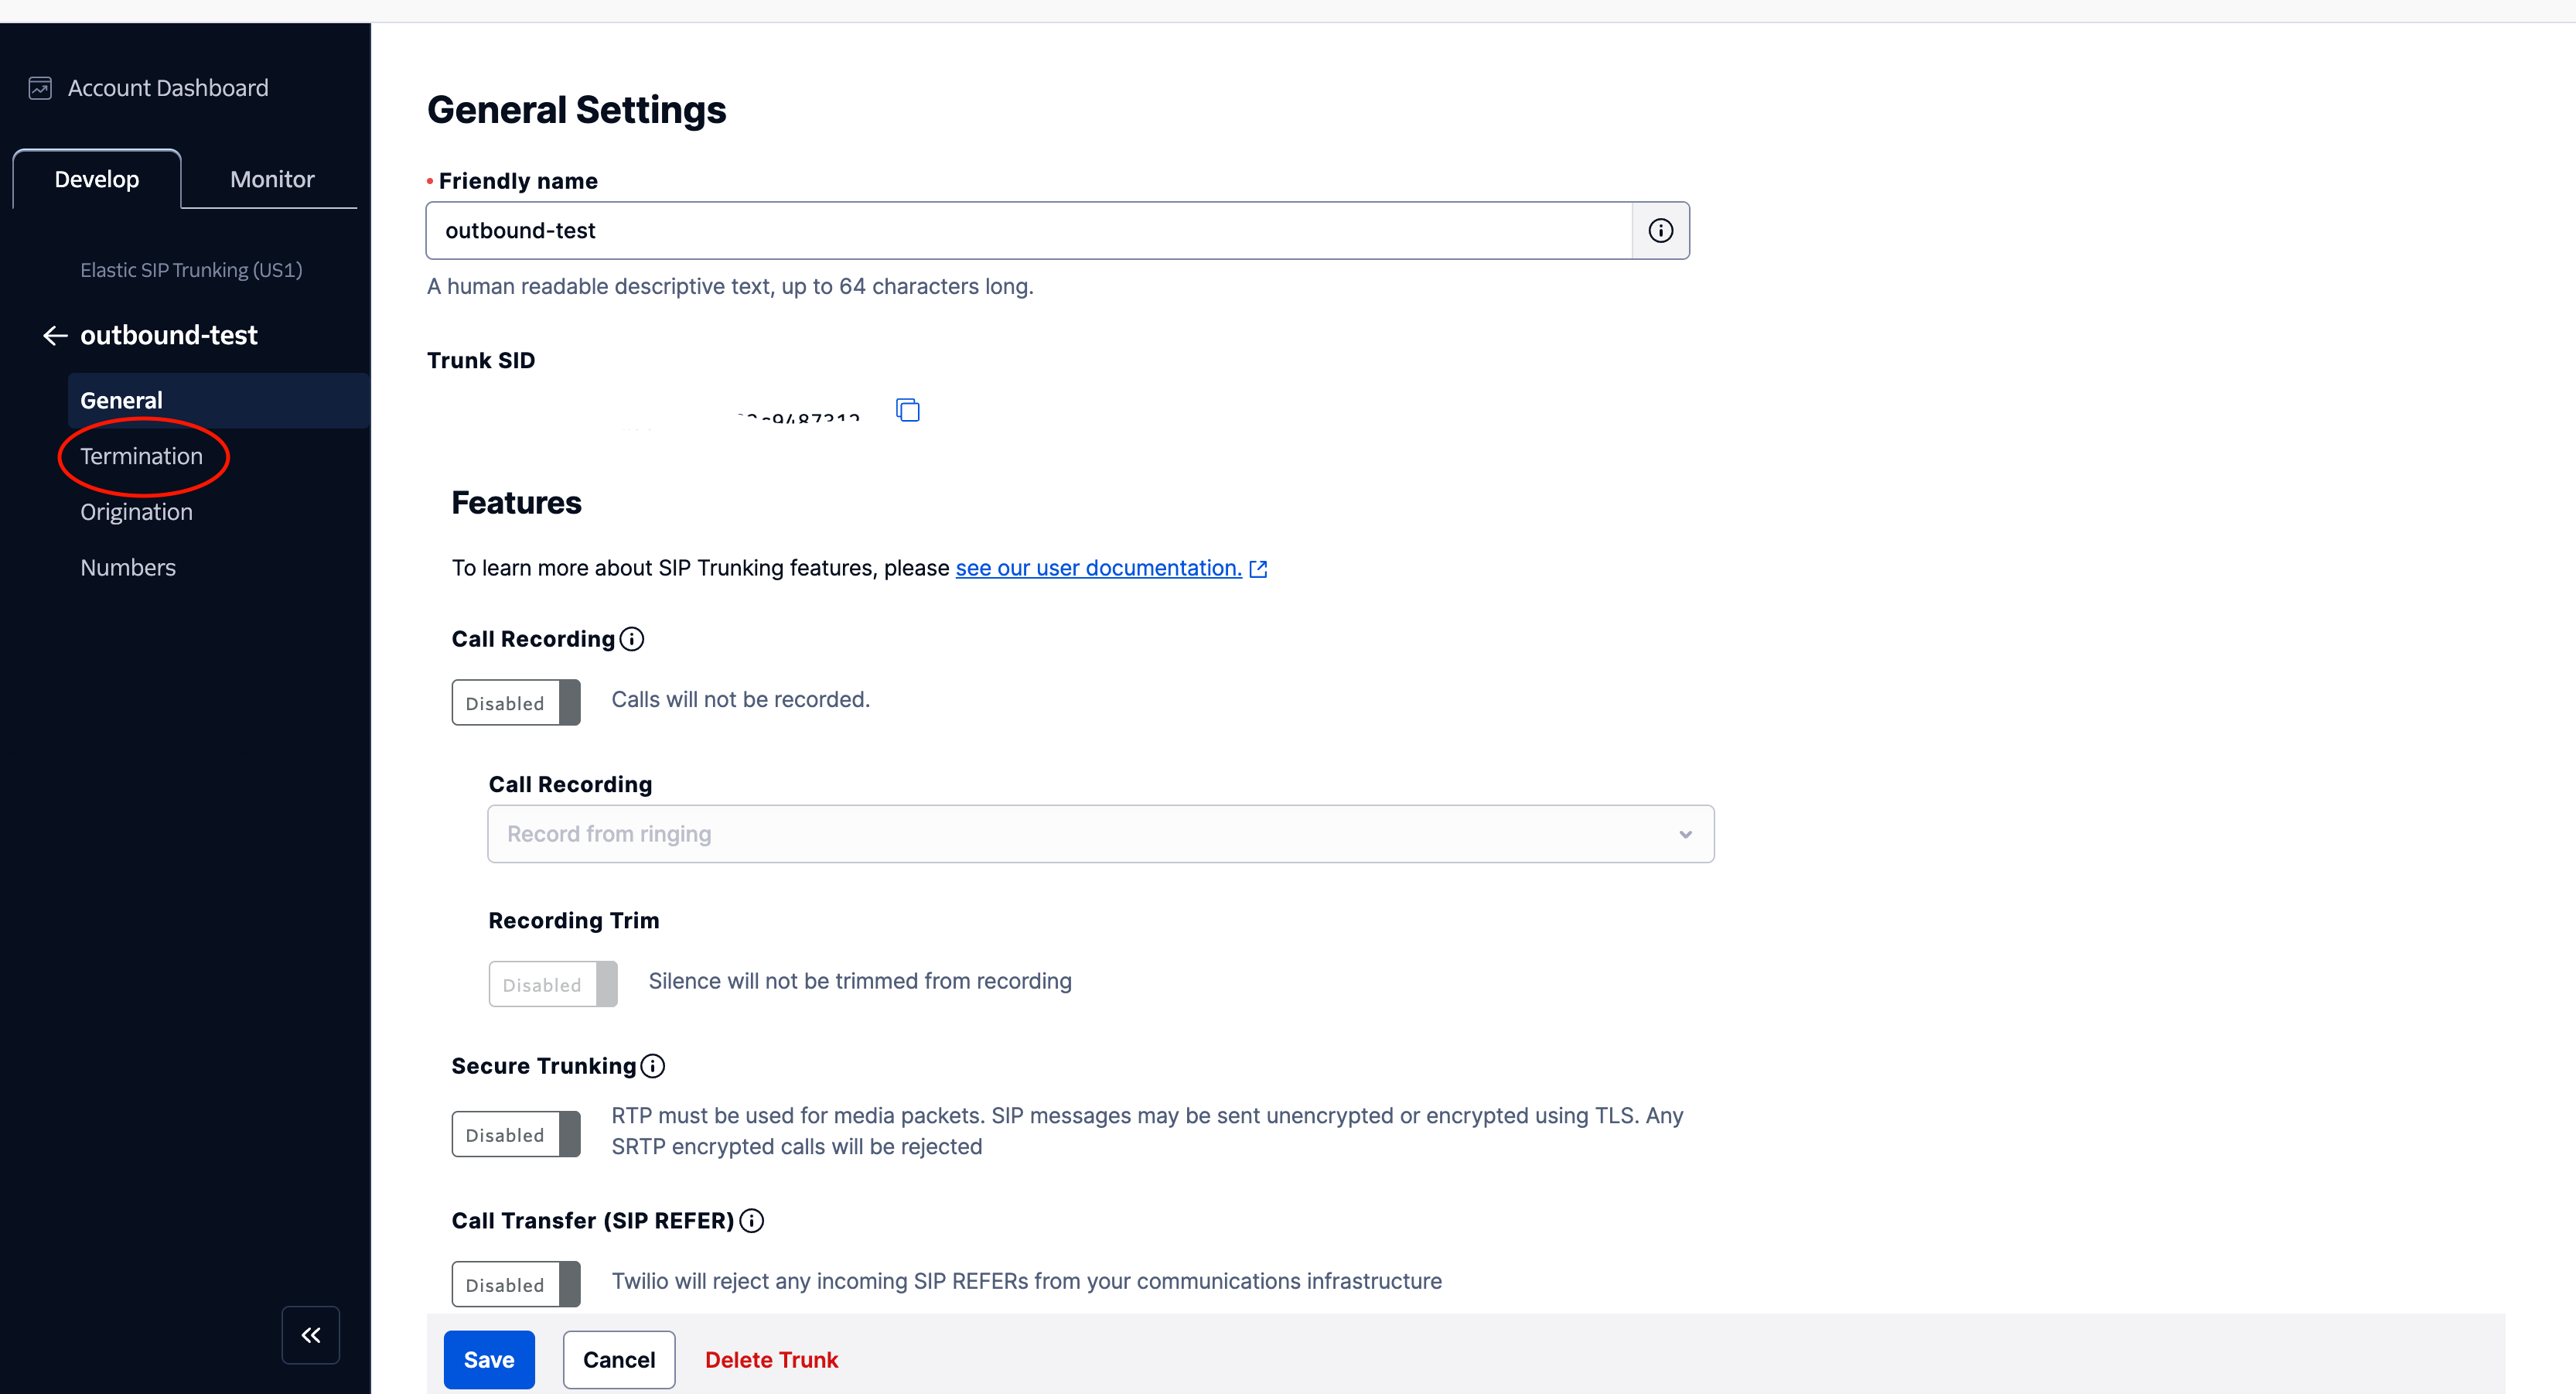 Account Dashboard
Develop
Monitor
Elastic SIP Trunking (US1)
outbound-test
General
Termination
Origination
Numbers
General Settings
Friendly name
outbound-test
A human readable descriptive text, up to 64 characters long.
Trunk SID
Features
To learn more about SIP Trunking features, please see our user documentation.
Call Recording
Disabled
Calls will not be recorded.
Call Recording
Record from ringing
Recording Trim
Disabled
Silence will not be trimmed from recording
Secure Trunking
Disabled
RTP must be used for media packets. SIP messages may be sent unencrypted or encrypted using TLS. Any
SRTP encrypted calls will be rejected
Call Transfer (SIP REFER)
Disabled
Twilio will reject any incoming SIP REFERs from your communications infrastructure
Save
Cancel
Delete Trunk